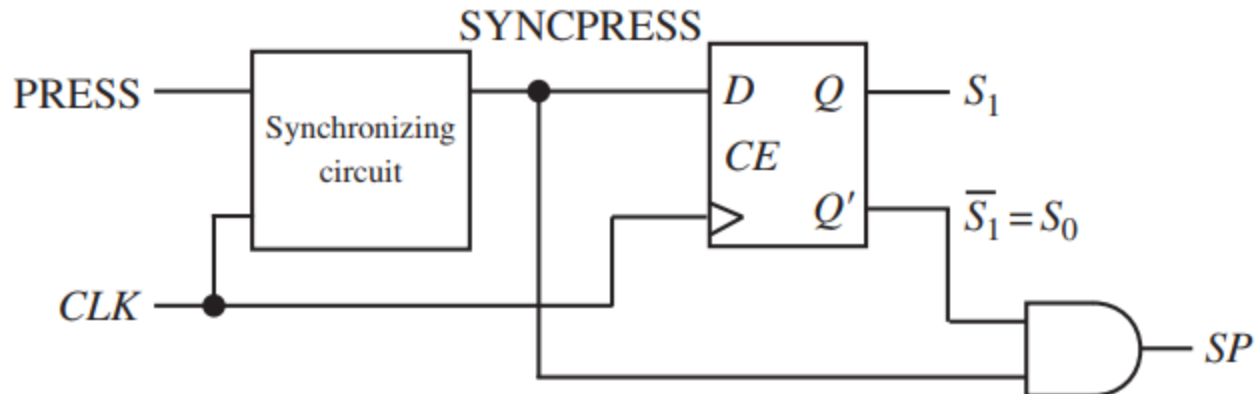 SYNCPRESS
PRESS
Synchronizing
circuit
D
Q
S₁
CE
Q′
S̅₁ = S₀
CLK
SP